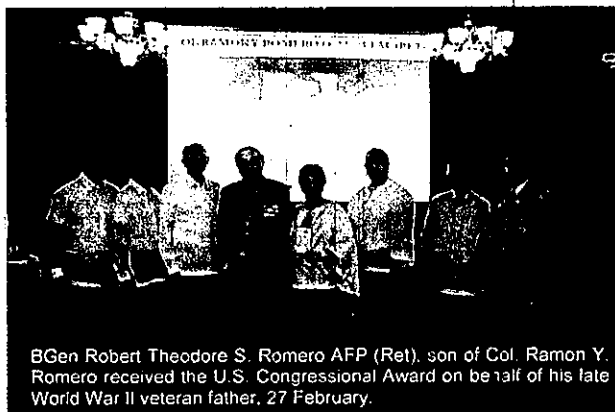 BGen Robert Theodore S. Romero AFP (Ret), son of Col. Ramon Y.
Romero received the U.S. Congressional Award on behalf of his late
World War II veteran father, 27 February.